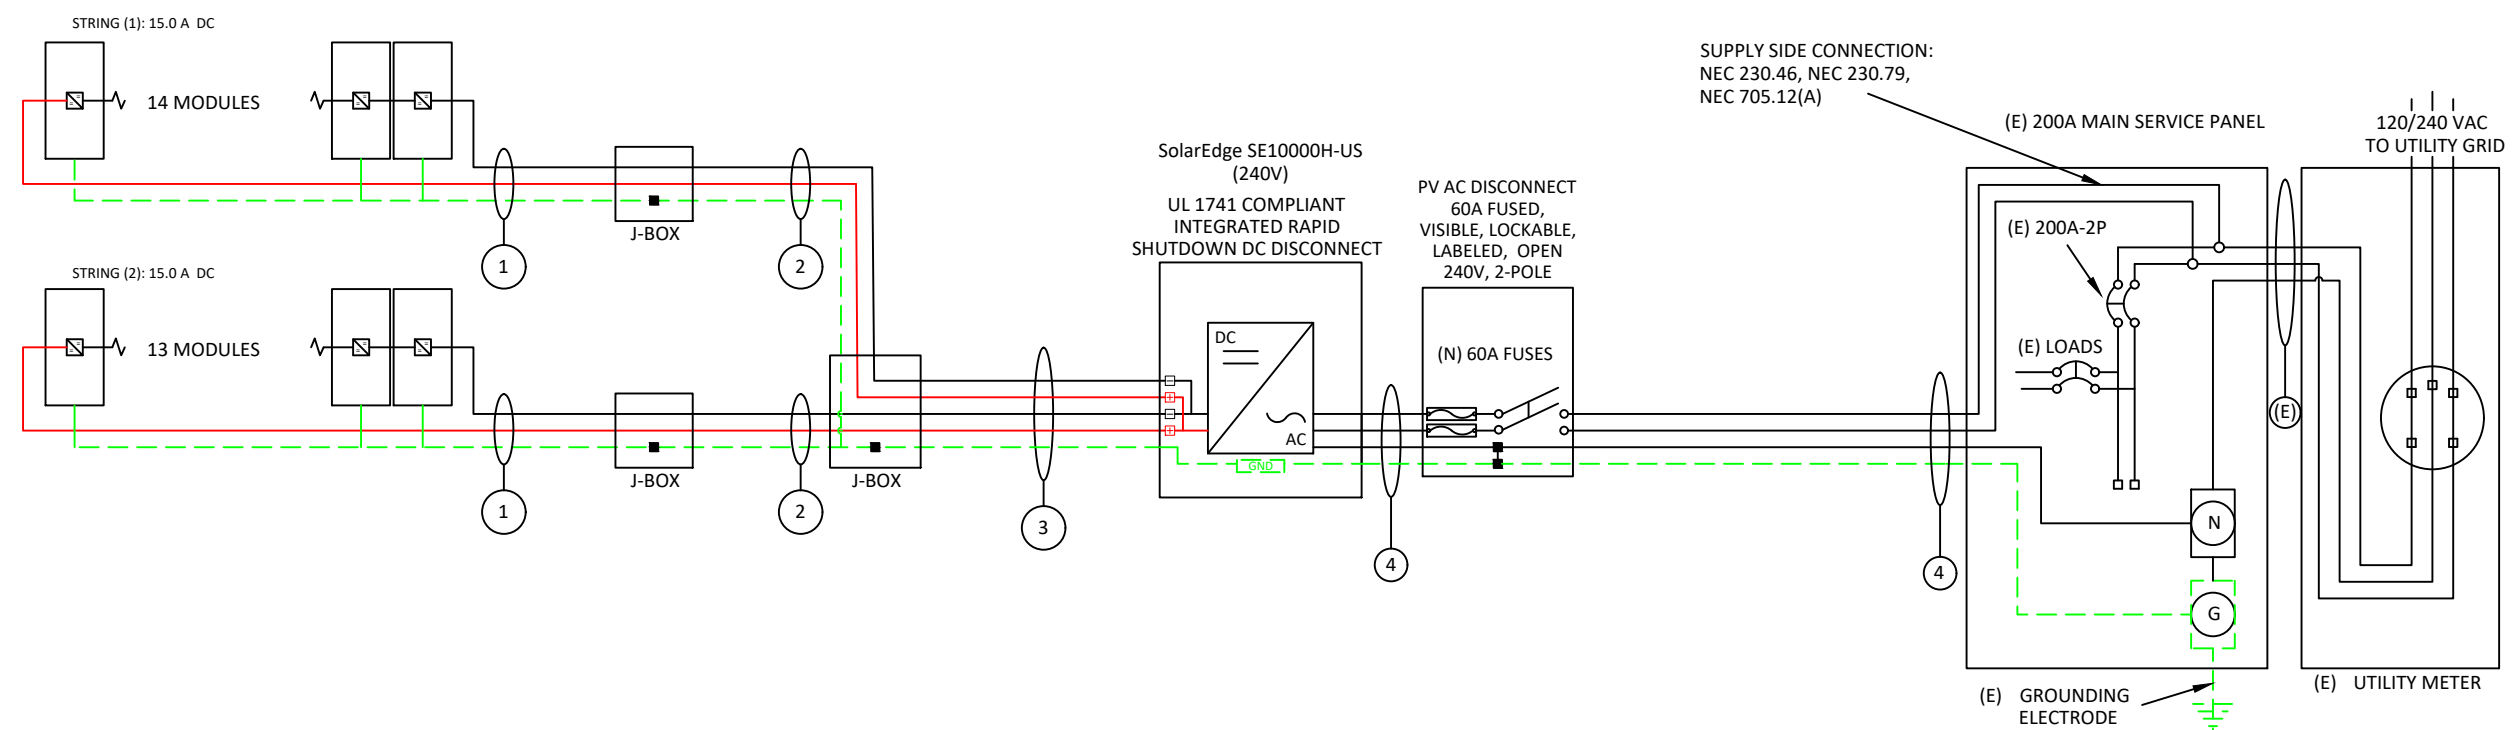 STRING (1): 15.0 A  DC
14 MODULES
J-BOX
1
2
STRING (2): 15.0 A  DC
13 MODULES
J-BOX
J-BOX
1
2
3
SolarEdge SE10000H-US
(240V)
UL 1741 COMPLIANT
INTEGRATED RAPID
SHUTDOWN DC DISCONNECT
DC
AC
GND
PV AC DISCONNECT
60A FUSED,
VISIBLE, LOCKABLE,
LABELED,  OPEN
240V, 2-POLE
(N) 60A FUSES
4
4
SUPPLY SIDE CONNECTION:
NEC 230.46, NEC 230.79,
NEC 705.12(A)
(E) 200A MAIN SERVICE PANEL
(E) 200A-2P
(E) LOADS
N
G
(E)   GROUNDING
ELECTRODE
(E)
120/240 VAC
TO UTILITY GRID
(E)   UTILITY METER